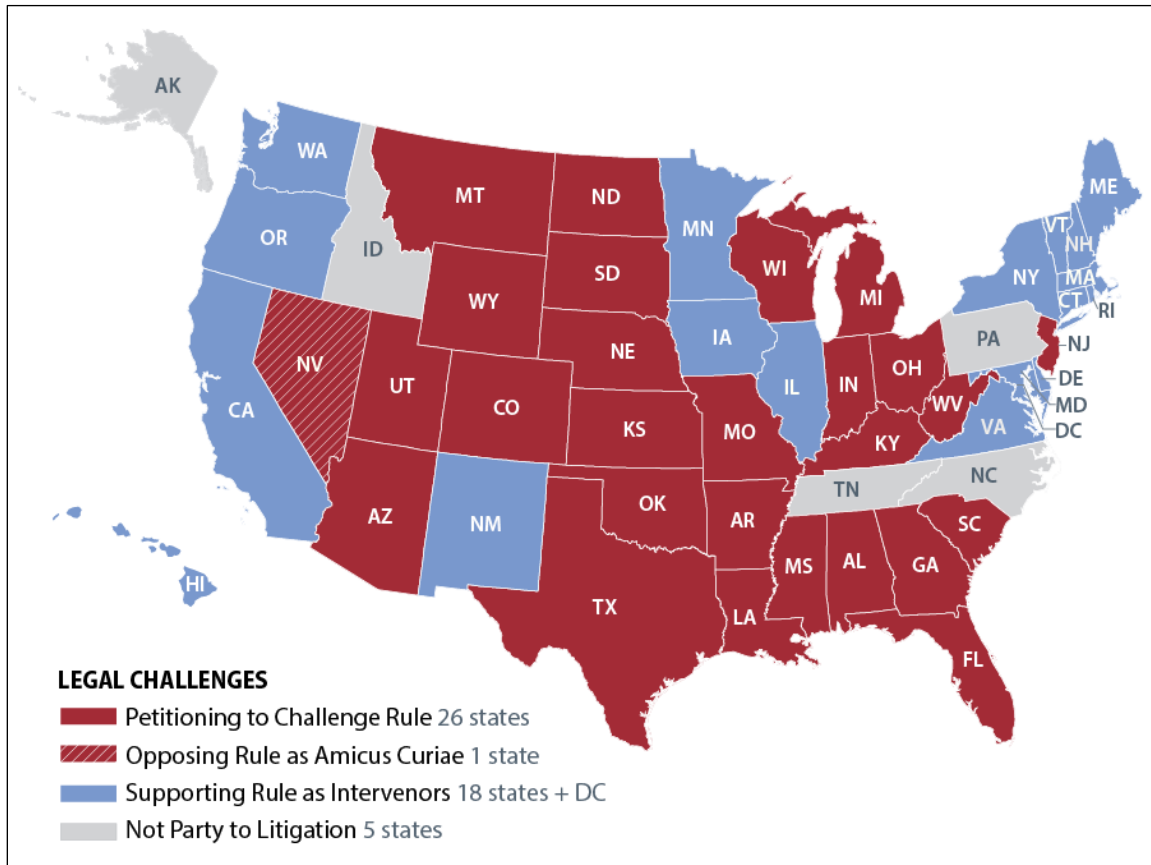 AK
WA
ME
MT
ND
VT
MN
OR
NH
ID
NY
WI
SD
MA
MI
WY
CT
RI
IA
PA
NJ
NE
NV
OH
DE
IL
IN
UT
MD
CA
CO
WV
VA
DC
KS
MO
KY
NC
TN
OK
AZ
NM
AR
SC
MS
AL
GA
HI
TX
LA
FL
LEGAL CHALLENGES
Petitioning to Challenge Rule 26 states
Opposing Rule as Amicus Curiae 1 state
Supporting Rule as Intervenors 18 states + DC
Not Party to Litigation 5 states